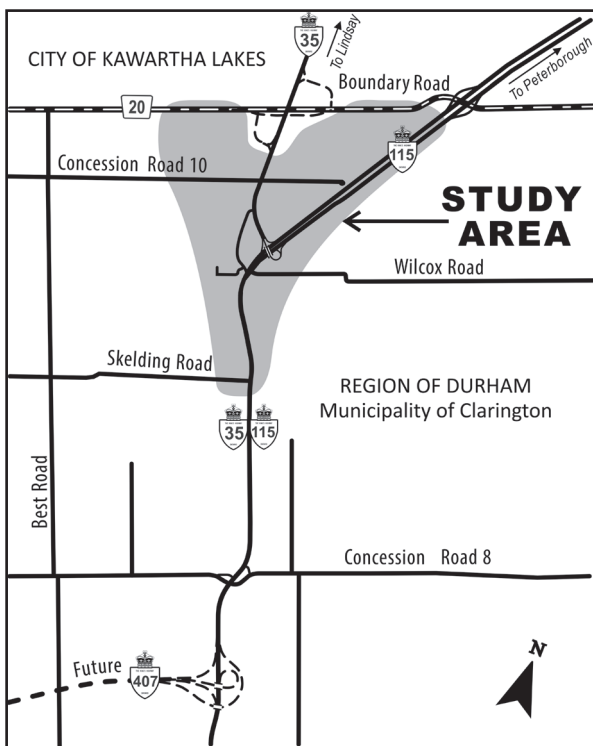 CITY OF KAWARTHA LAKES
35
To Lindsay
To Peterborough
Boundary Road
20
115
Concession Road 10
STUDY
AREA
Wilcox Road
Skelding Road
REGION OF DURHAM
Municipality of Clarington
35
115
Best Road
Concession Road 8
Future
407
N